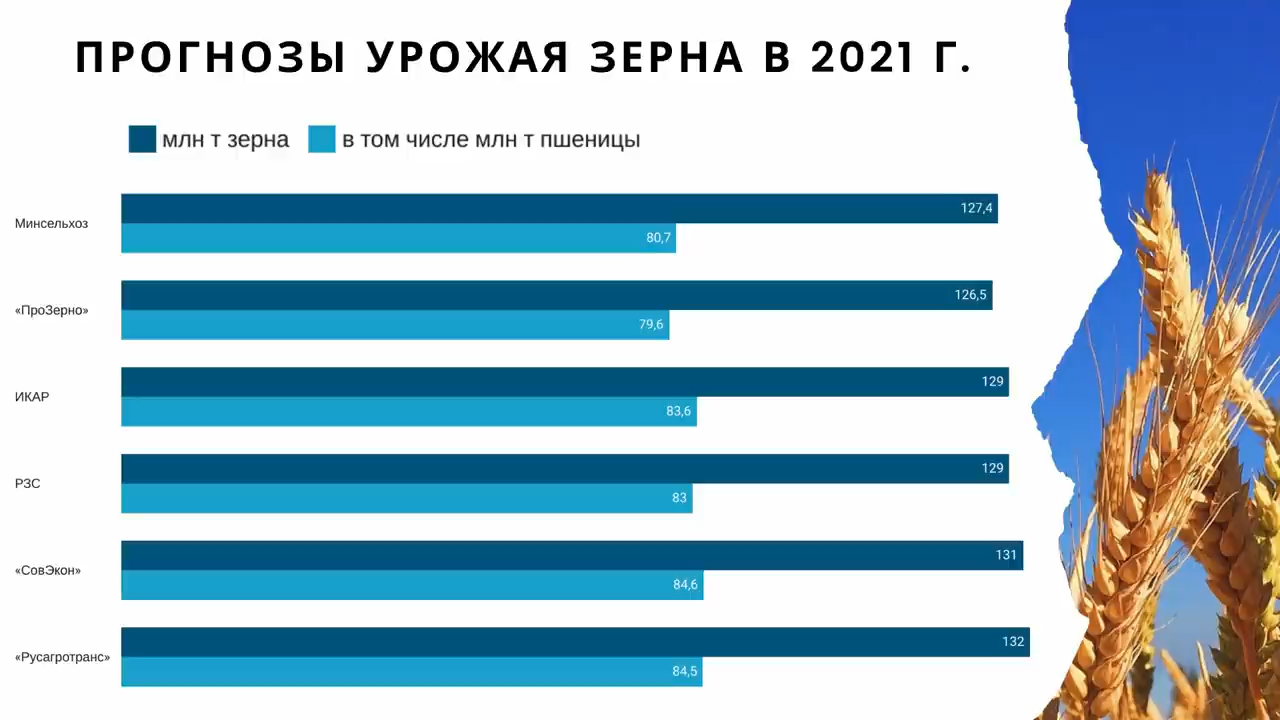 ПРОГНОЗЫ УРОЖАЯ ЗЕРНА В 2021 Г.
млн т зерна в том числе млн т пшеницы
Минсельхоз
127,4
80,7
«ПроЗерно»
126,5
79,6
ИКАР
129
83,6
РЗС
129
83
«СовЭкон»
131
84,6
«Русагротранс»
132
84,5